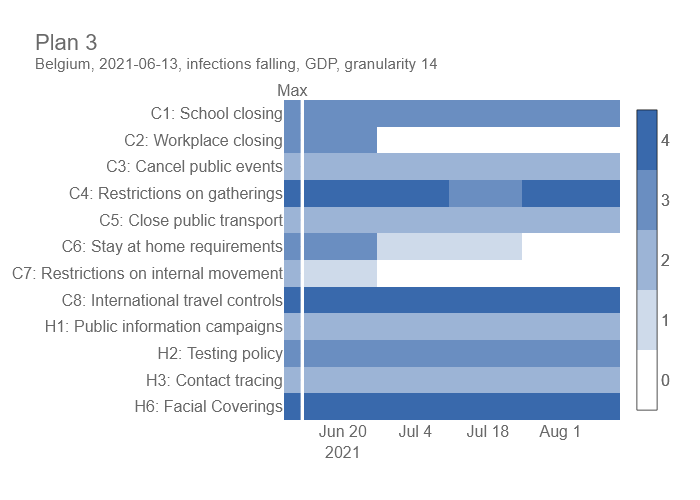 Plan 3
Belgium, 2021-06-13, infections falling, GDP, granularity 14
Max
C1: School closing
C2: Workplace closing
C3: Cancel public events
C4: Restrictions on gatherings
C5: Close public transport
C6: Stay at home requirements
C7: Restrictions on internal movement
C8: International travel controls
H1: Public information campaigns
H2: Testing policy
H3: Contact tracing
H6: Facial Coverings
Jun 20 Jul 4 Jul 18 Aug 1
2021
4
3
2
1
0